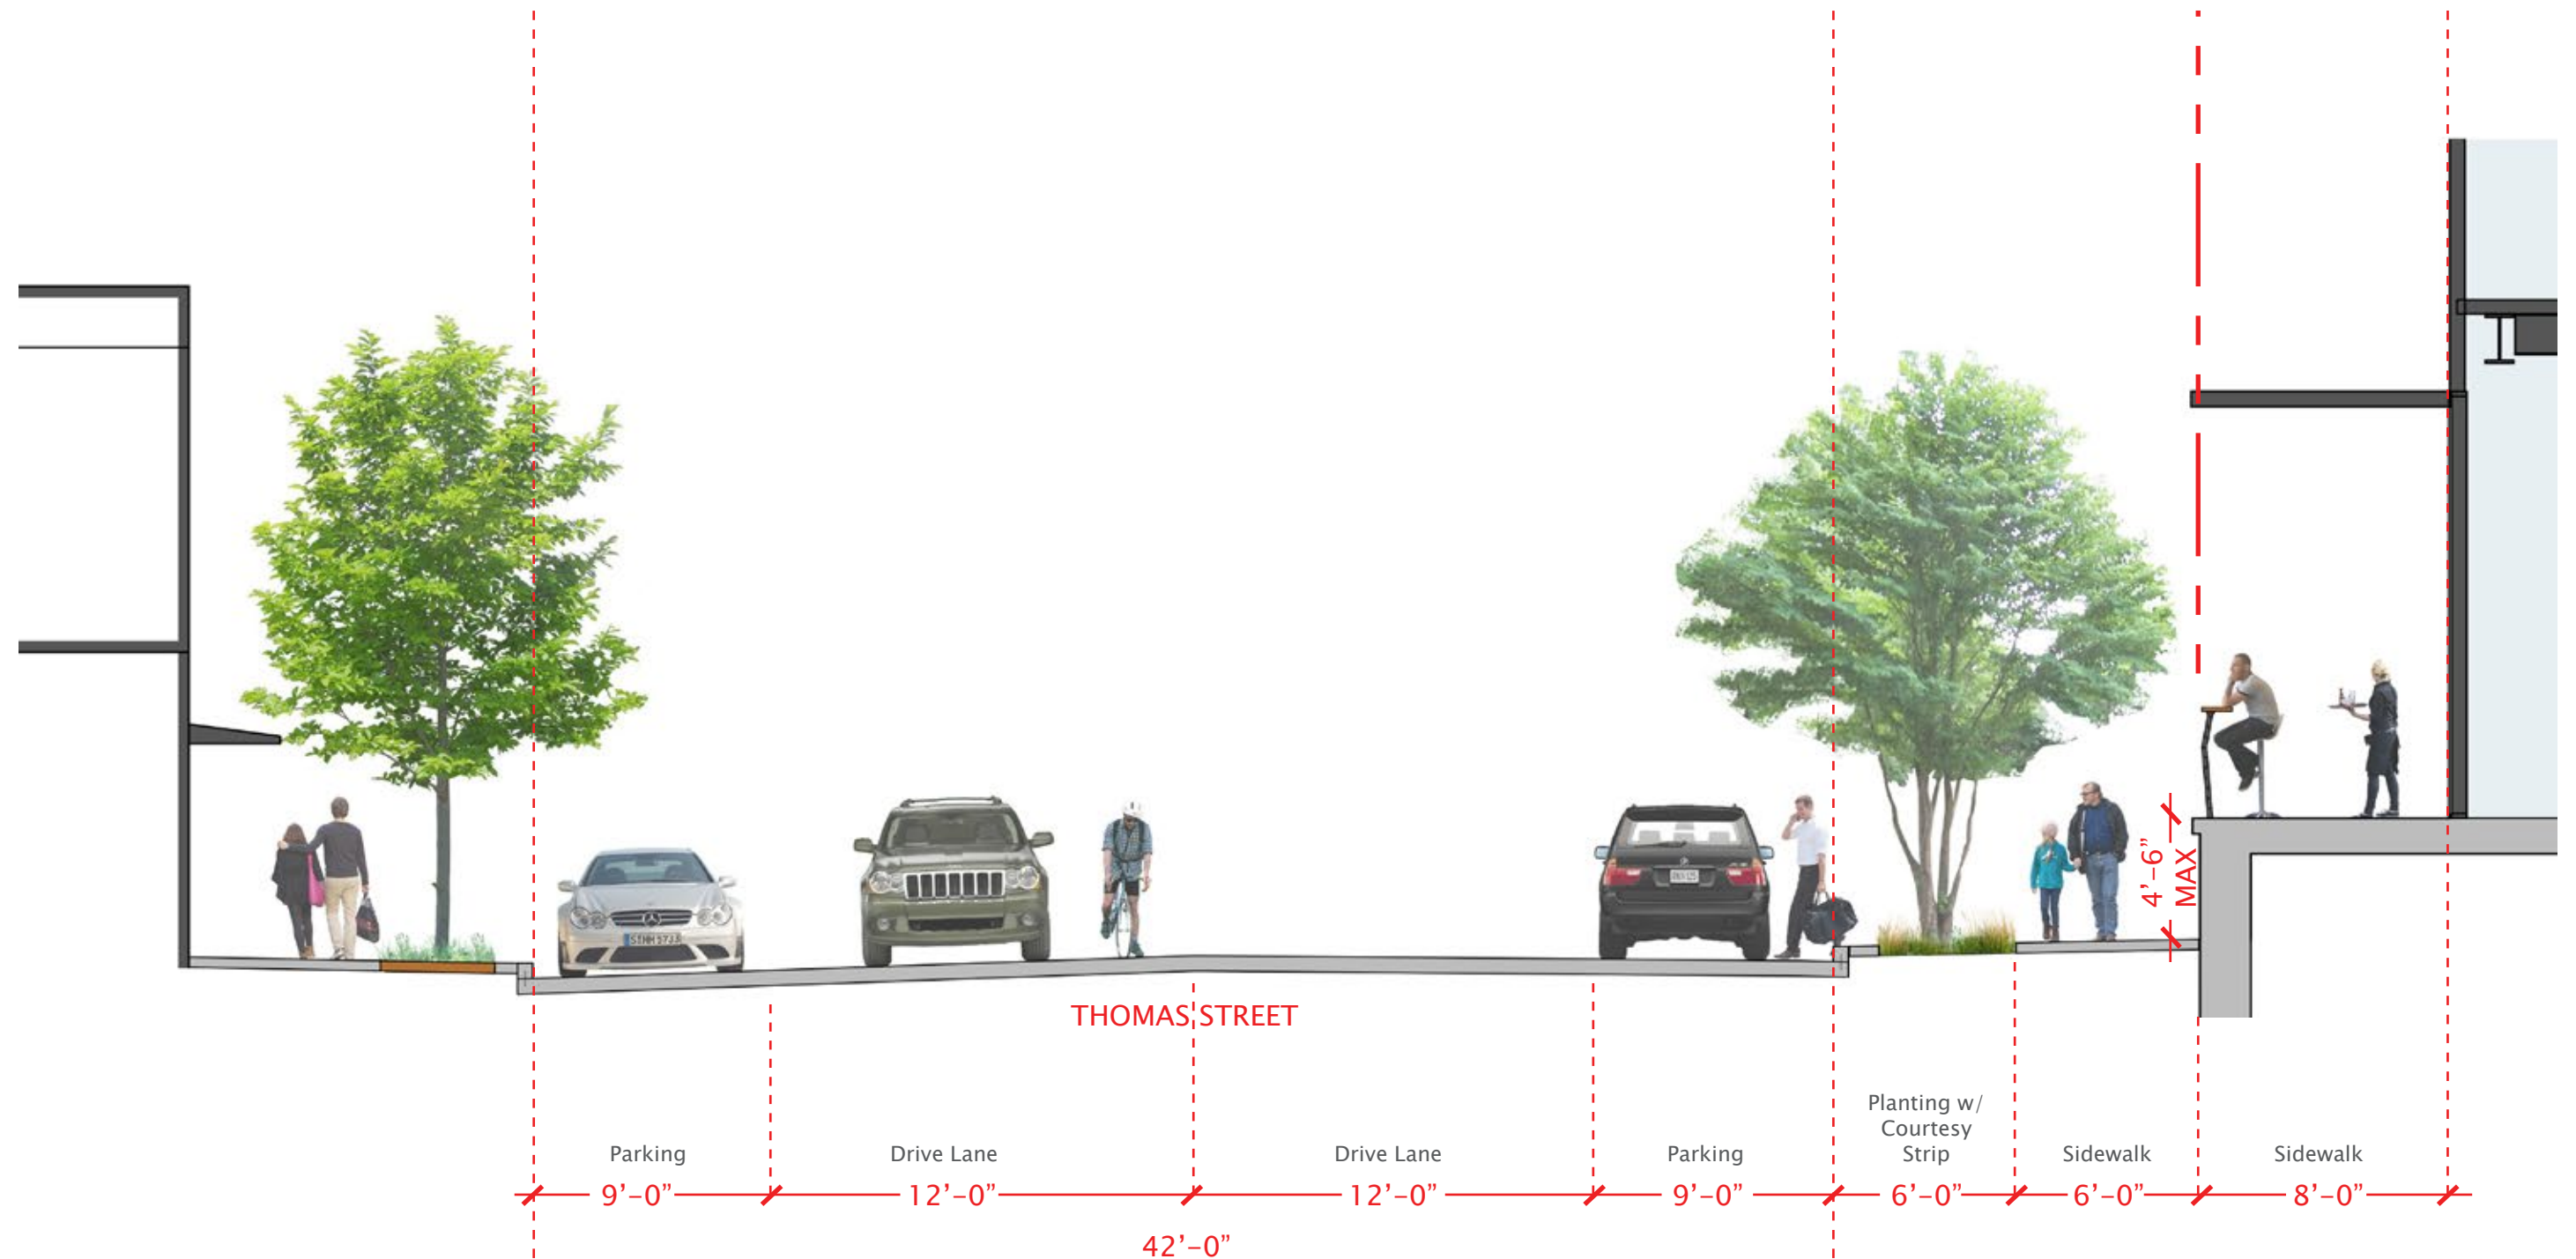 4’-6”
MAX
THOMAS STREET
Parking
Drive Lane
Drive Lane
Parking
Planting w/
Courtesy
Strip
Sidewalk
Sidewalk
9’-0”
12’-0”
12’-0”
9’-0”
6’-0”
6’-0”
8’-0”
42’-0”